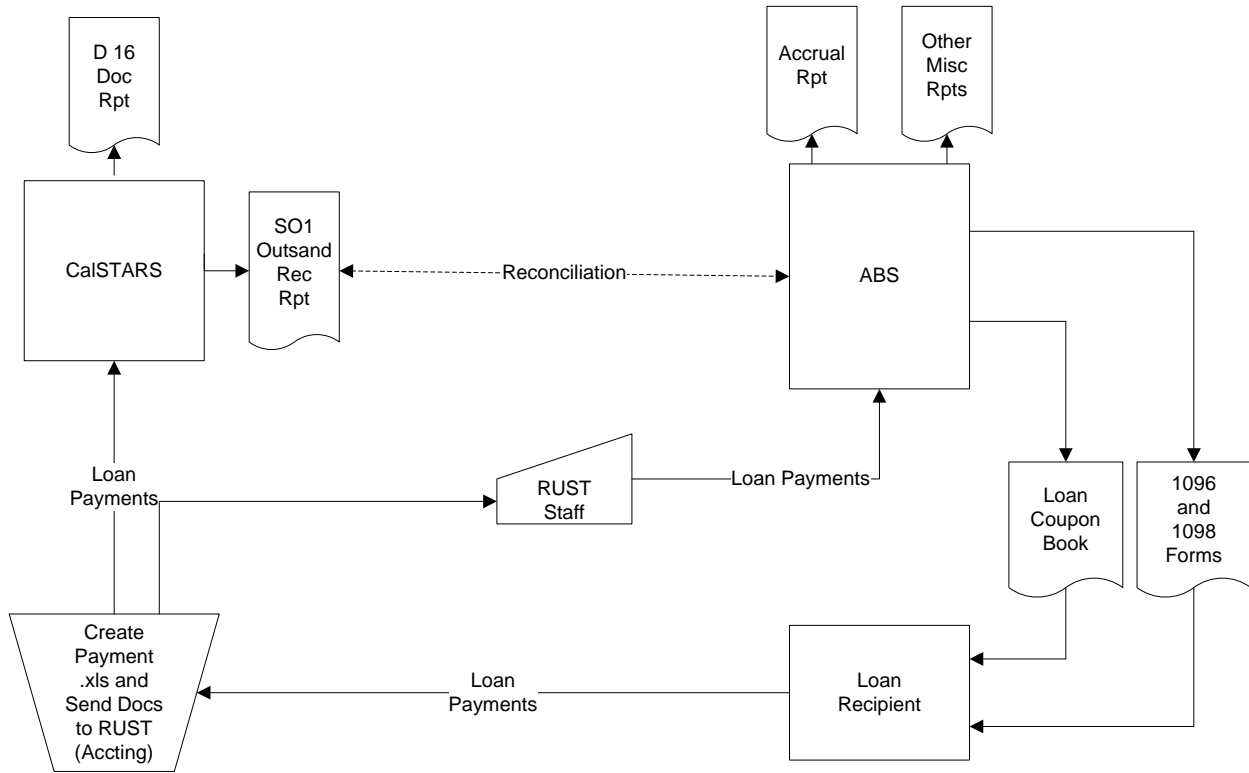 D 16
Doc
Rpt
Accrual
Rpt
Other
Misc
Rpts
CalSTARS
SO1
Outsand
Rec
Rpt
Reconciliation
ABS
Loan
Payments
RUST
Staff
Loan Payments
Loan
Coupon
Book
1096
and
1098
Forms
Create
Payment
.xls and
Send Docs
to RUST
(Accting)
Loan
Payments
Loan
Recipient